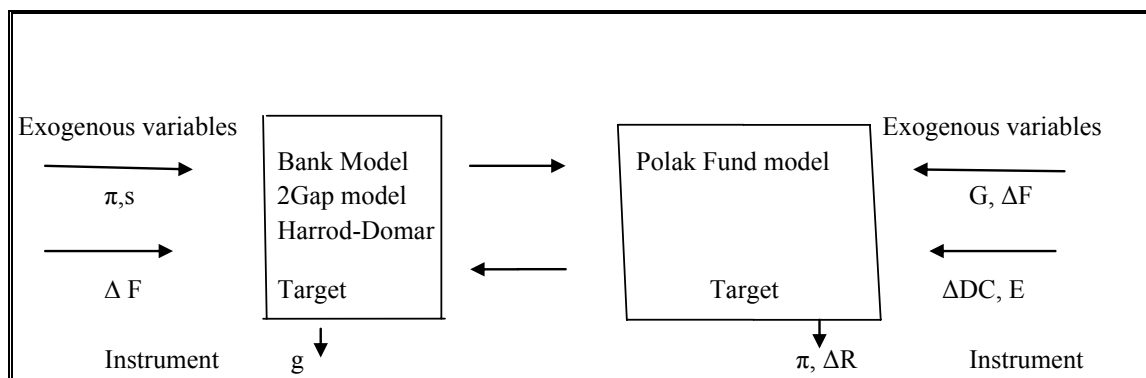 Exogenous variables
π,s
Δ F
Instrument
Bank Model
2Gap model
Harrod-Domar
Target
g
Polak Fund model
Target
π, ΔR
Exogenous variables
G, ΔF
ΔDC, E
Instrument